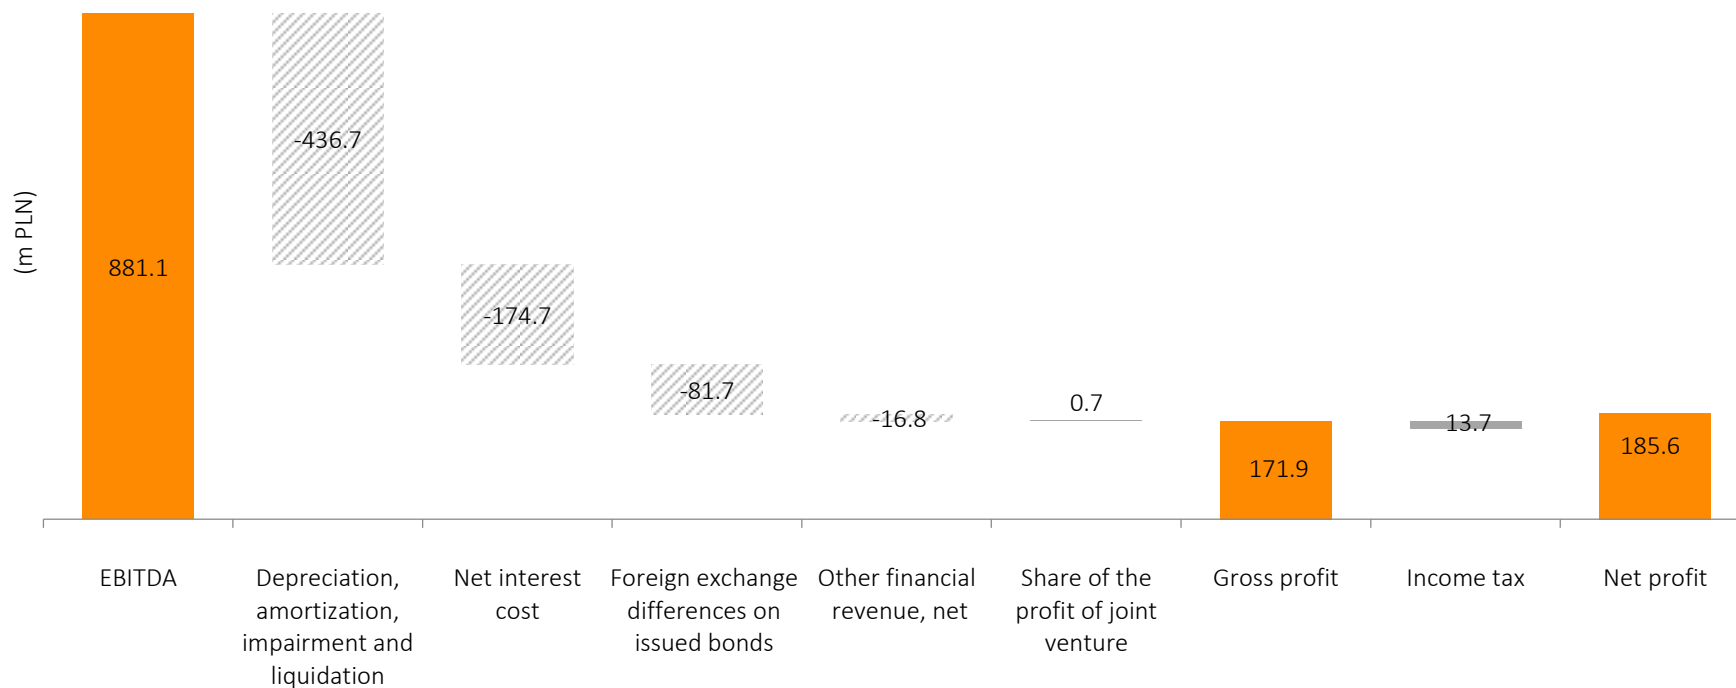 (m PLN)
881.1
-436.7
-174.7
-81.7
-16.8
0.7
171.9
13.7
185.6
EBITDA
Depreciation,
amortization,
impairment and
liquidation
Net interest
cost
Foreign exchange
differences on
issued bonds
Other financial
revenue, net
Share of the
profit of joint
venture
Gross profit
Income tax
Net profit